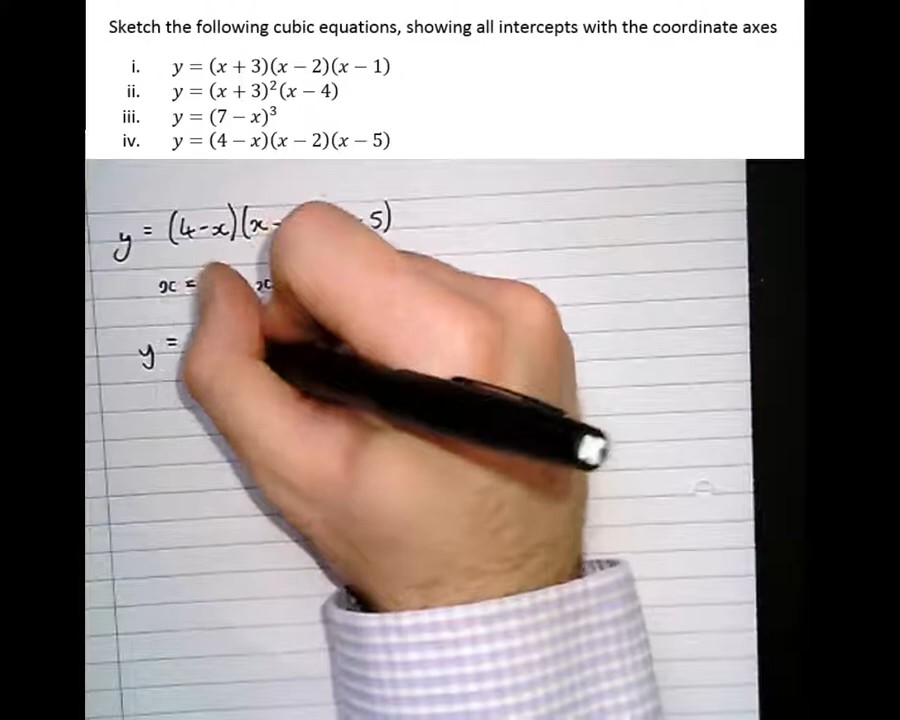 Sketch the following cubic equations, showing all intercepts with the coordinate axes
i. y = (x + 3)(x − 2)(x − 1)
ii. y = (x + 3)²(x − 4)
iii. y = (7 − x)³
iv. y = (4 − x)(x − 2)(x − 5)
y = (4-x)(x- 5)
x = x
y =